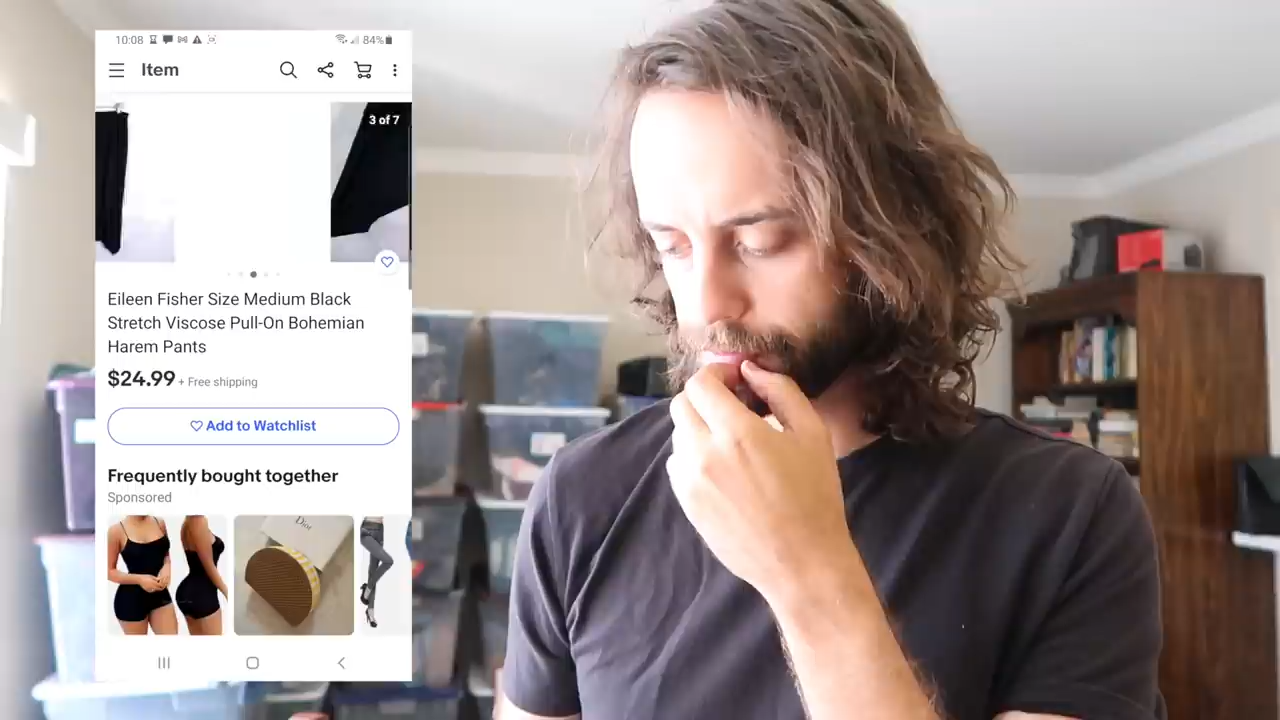 10:08
84%
Item
3 of 7
Eileen Fisher Size Medium Black
Stretch Viscose Pull-On Bohemian
Harem Pants
$24.99 + Free shipping
Add to Watchlist
Frequently bought together
Sponsored
Dior